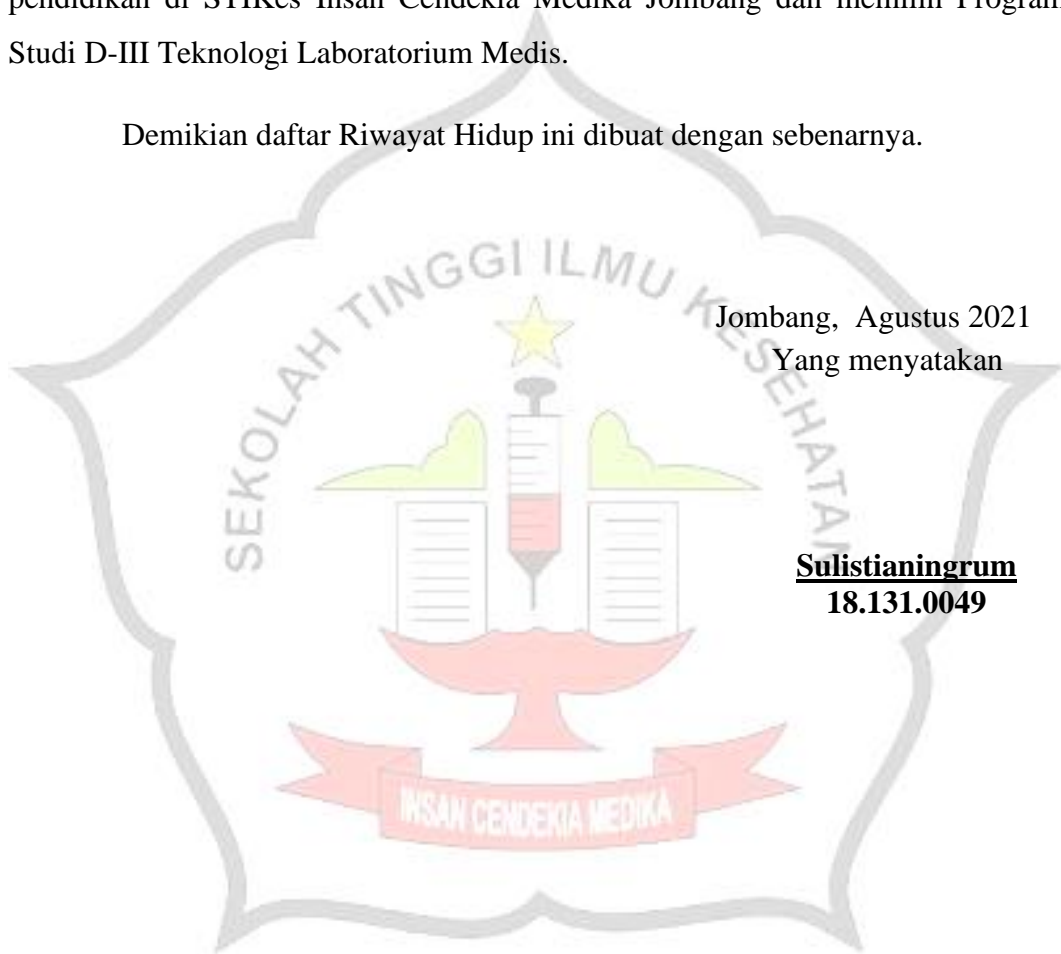 pendidikan di STIKes Insan Cendekia Medika Jombang dan memilih Program
Studi D-III Teknologi Laboratorium Medis.
Demikian daftar Riwayat Hidup ini dibuat dengan sebenarnya.
SEKOLAH TINGGI ILMU KESEHATAN
Jombang, Agustus 2021
Yang menyatakan
Sulistianingrum
18.131.0049
INSAN CENDEKIA MEDIKA